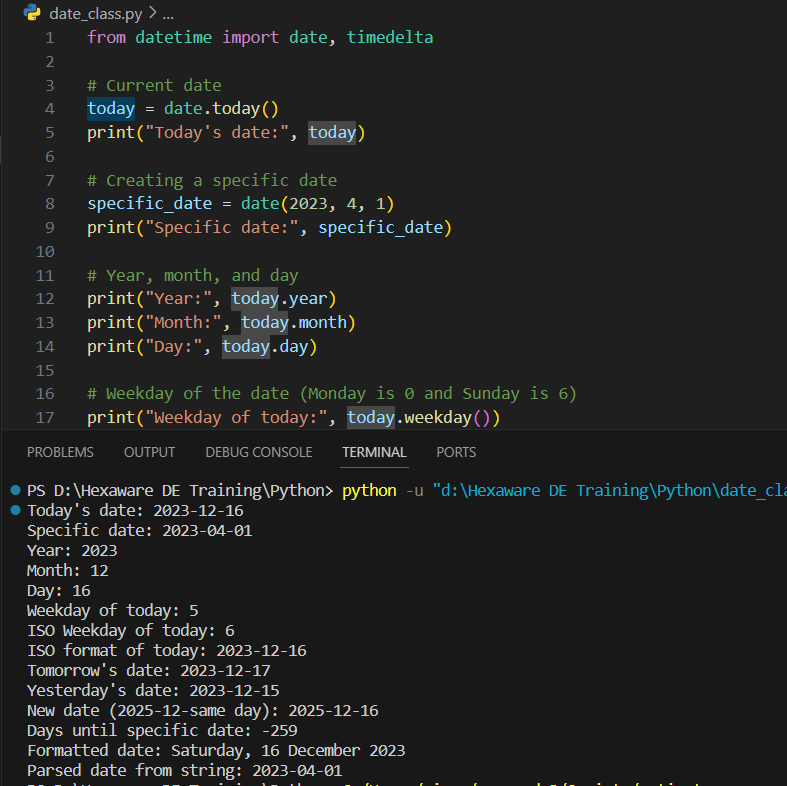 date_class.py > ...
1 from datetime import date, timedelta
2
3 # Current date
4 today = date.today()
5 print("Today's date:", today)
6
7 # Creating a specific date
8 specific_date = date(2023, 4, 1)
9 print("Specific date:", specific_date)
10
11 # Year, month, and day
12 print("Year:", today.year)
13 print("Month:", today.month)
14 print("Day:", today.day)
15
16 # Weekday of the date (Monday is 0 and Sunday is 6)
17 print("Weekday of today:", today.weekday())
PROBLEMS OUTPUT DEBUG CONSOLE TERMINAL PORTS
PS D:\Hexaware DE Training\Python> python -u "d:\Hexaware DE Training\Python\date_cla
Today's date: 2023-12-16
Specific date: 2023-04-01
Year: 2023
Month: 12
Day: 16
Weekday of today: 5
ISO Weekday of today: 6
ISO format of today: 2023-12-16
Tomorrow's date: 2023-12-17
Yesterday's date: 2023-12-15
New date (2025-12-same day): 2025-12-16
Days until specific date: -259
Formatted date: Saturday, 16 December 2023
Parsed date from string: 2023-04-01